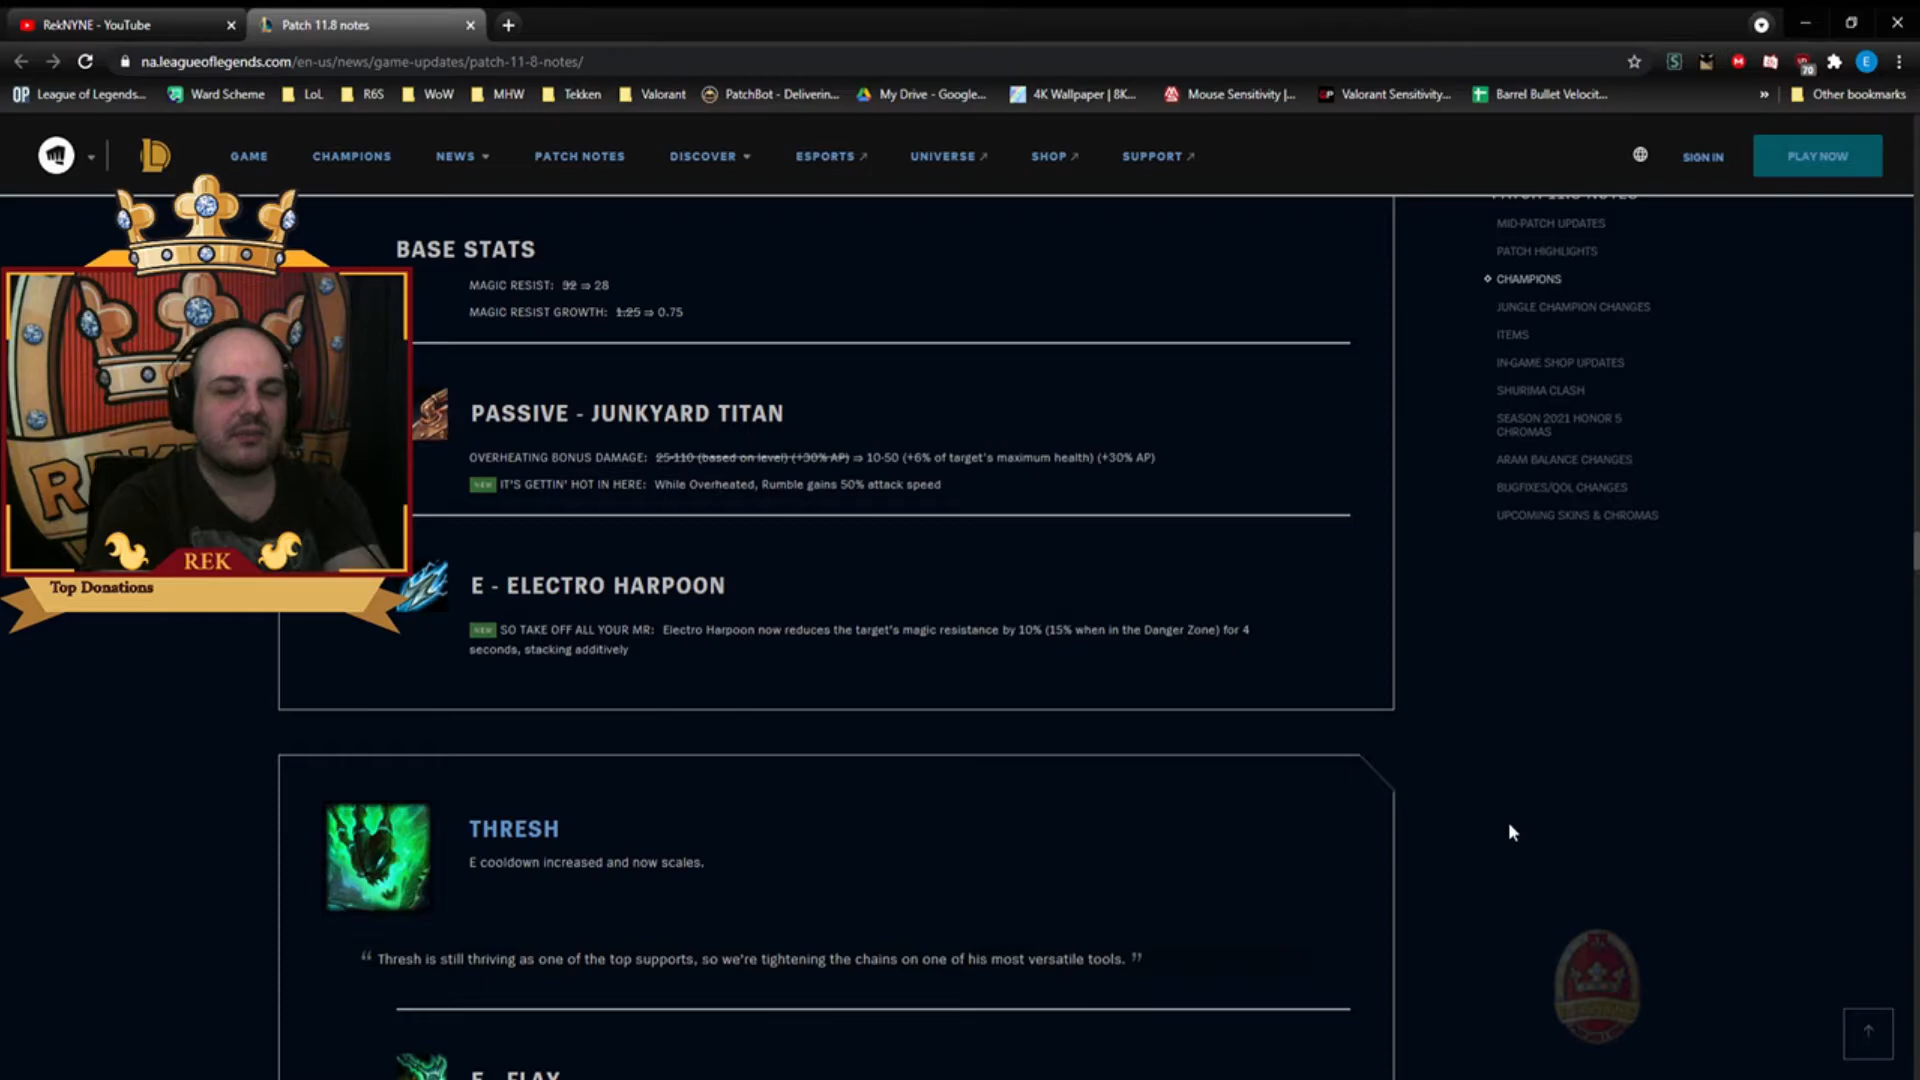 RekNYNE - YouTube
Patch 11.8 notes
na.leagueoflegends.com/en-us/news/game-updates/patch-11-8-notes/
70
E
OP League of Legends...
Ward Scheme
LoL
R6S
WoW
MHW
Tekken
Valorant
PatchBot - Deliverin...
My Drive - Google...
4K Wallpaper | 8K...
Mouse Sensitivity |...
Valorant Sensitivity...
Barrel Bullet Velocit...
»
Other bookmarks
GAME
CHAMPIONS
NEWS
PATCH NOTES
DISCOVER
ESPORTS
UNIVERSE
SHOP
SUPPORT
SIGN IN
PLAY NOW
BASE STATS
MAGIC RESIST: 32 ⇒ 28
MAGIC RESIST GROWTH: 1.25 ⇒ 0.75
PASSIVE - JUNKYARD TITAN
OVERHEATING BONUS DAMAGE: 25-110 (based on level) (+30% AP) ⇒ 10-50 (+6% of target's maximum health) (+30% AP)
NEW IT'S GETTIN' HOT IN HERE: While Overheated, Rumble gains 50% attack speed
E - ELECTRO HARPOON
NEW SO TAKE OFF ALL YOUR MR: Electro Harpoon now reduces the target's magic resistance by 10% (15% when in the Danger Zone) for 4
seconds, stacking additively
THRESH
E cooldown increased and now scales.
“ Thresh is still thriving as one of the top supports, so we're tightening the chains on one of his most versatile tools. ”
E - FLAY
PATCH 11.8 NOTES
MID-PATCH UPDATES
PATCH HIGHLIGHTS
CHAMPIONS
JUNGLE CHAMPION CHANGES
ITEMS
IN-GAME SHOP UPDATES
SHURIMA CLASH
SEASON 2021 HONOR 5
CHROMAS
ARAM BALANCE CHANGES
BUGFIXES/QOL CHANGES
UPCOMING SKINS & CHROMAS
REK
Top Donations